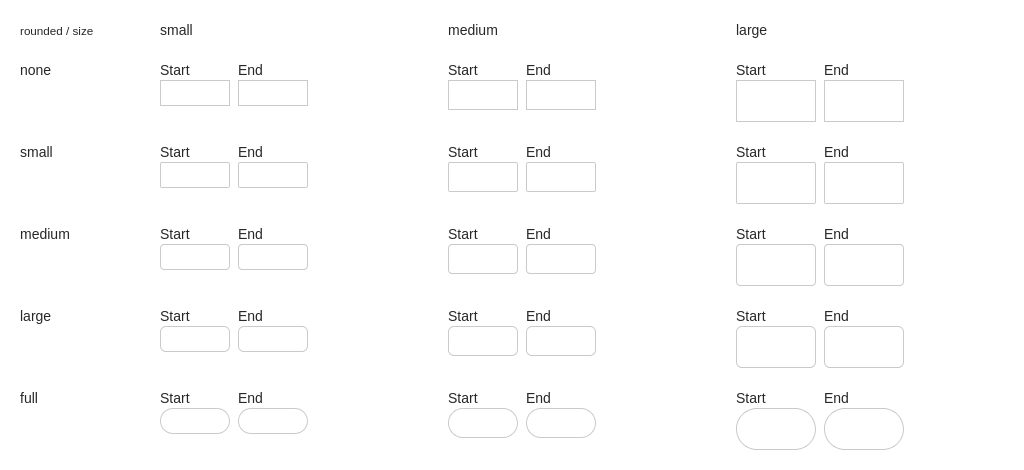 rounded / size small medium large
none Start End Start End Start End
small Start End Start End Start End
medium Start End Start End Start End
large Start End Start End Start End
full Start End Start End Start End